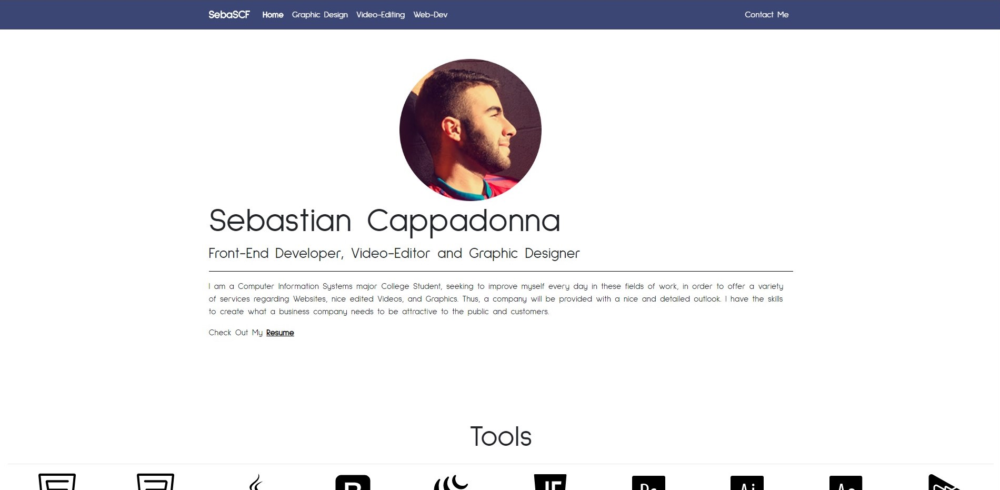 SebaSCF Home Graphic Design Video-Editing Web-Dev Contact Me
Sebastian Cappadonna
Front-End Developer, Video-Editor and Graphic Designer
I am a Computer Information Systems major College Student, seeking to improve myself every day in these fields of work, in order to offer a variety
of services regarding Websites, nice edited Videos, and Graphics. Thus, a company will be provided with a nice and detailed outlook. I have the skills
to create what a business company needs to be attractive to the public and customers.
Check Out My Resume
Tools